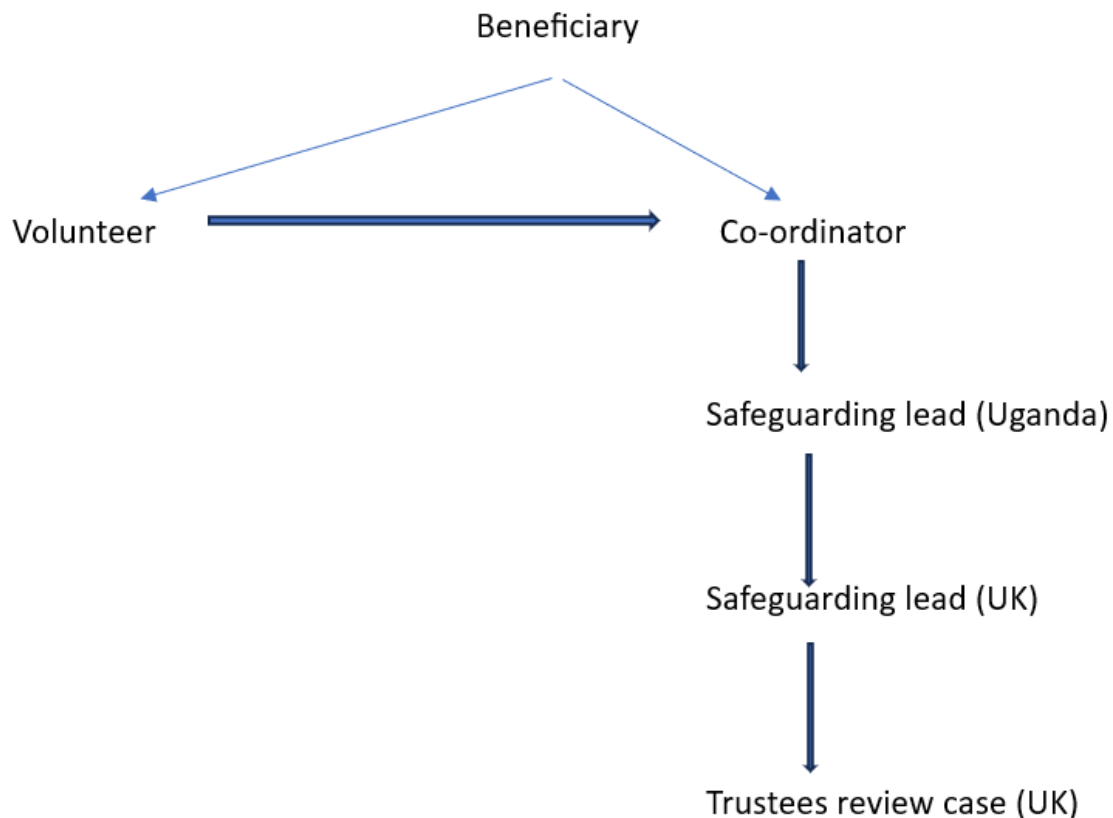 Beneficiary
Volunteer
Co-ordinator
Safeguarding lead (Uganda)
Safeguarding lead (UK)
Trustees review case (UK)